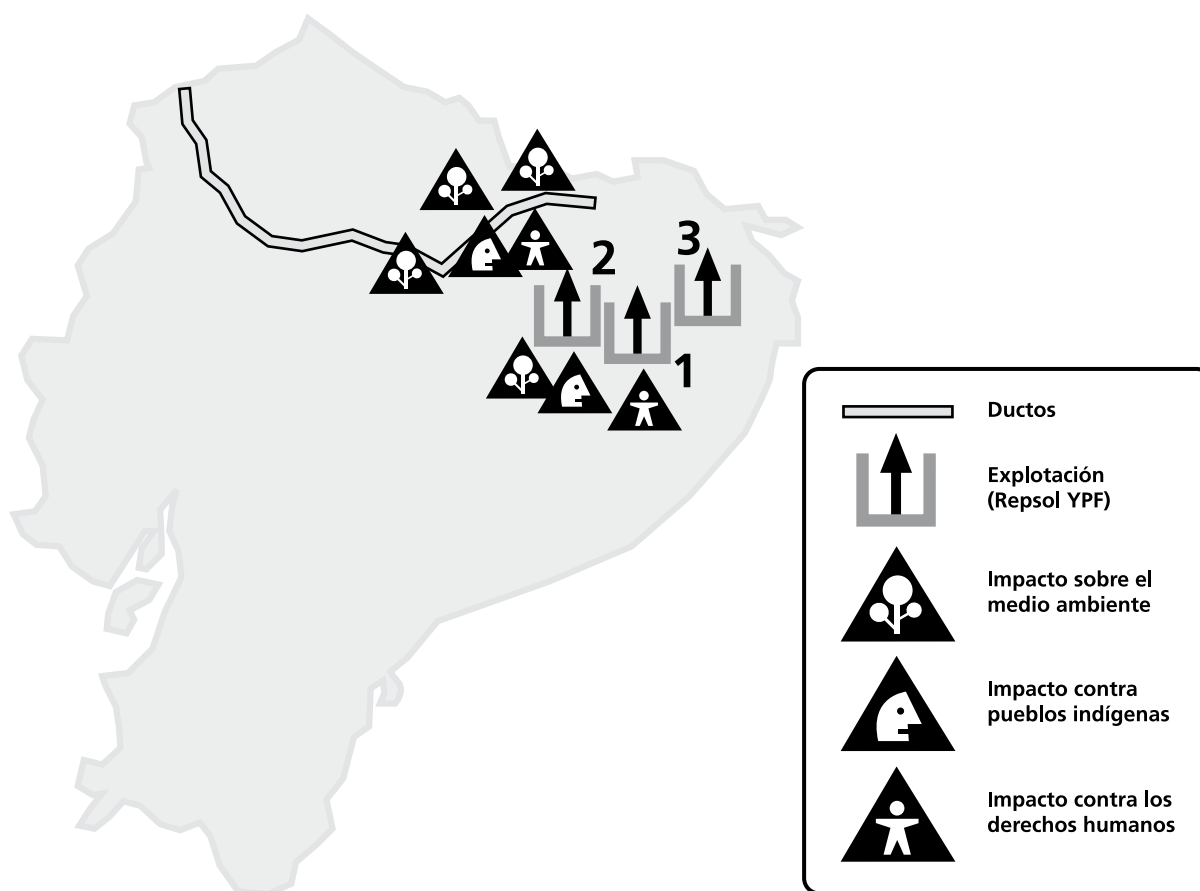 3
2
1
Ductos
Explotación
(Repsol YPF)
Impacto sobre el
medio ambiente
Impacto contra
pueblos indígenas
Impacto contra los
derechos humanos